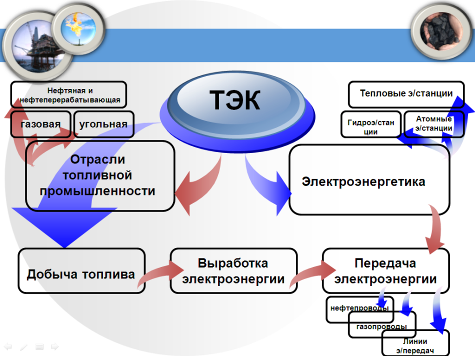 ТЭК
Нефтяная и
нефтеперерабатывающая
газовая
угольная
Отрасли
топливной
промышленности
Тепловые э/станции
Гидроэ/стан
ции
Атомные
э/станции
Электроэнергетика
Добыча топлива
Выработка
электроэнергии
Передача
электроэнергии
нефтепроводы
газопроводы
Линии
э/передач